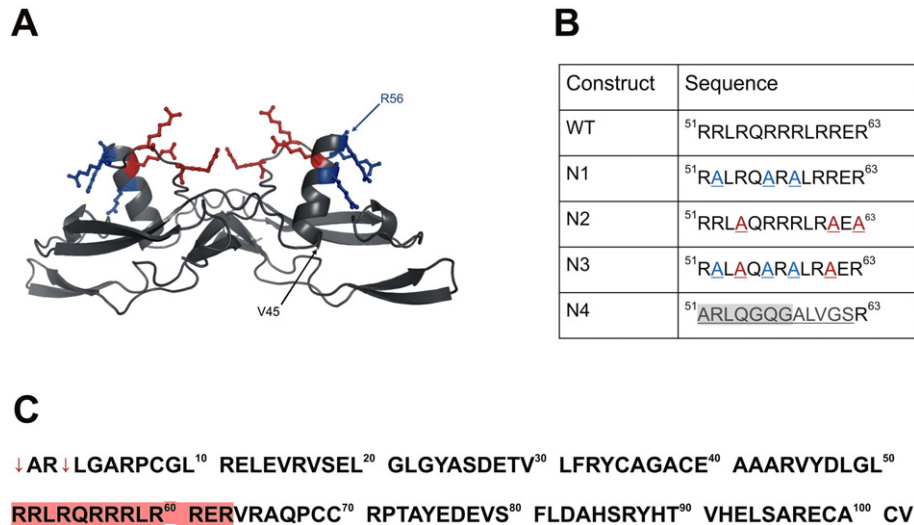 A
B
R56
V45
Construct Sequence
WT ⁵¹RRLRQRRRLRRER⁶³
N1 ⁵¹RALRQARALRRER⁶³
N2 ⁵¹RRLAQRRRLRAEA⁶³
N3 ⁵¹RALAQARALRAER⁶³
N4 ⁵¹ARLQGQGALVGSR⁶³
C
↓AR↓LGARPCGL¹⁰ RELEVRVSEL²⁰ GLGYASDETV³⁰ LFRYCAGACE⁴⁰ AAARVYDLGL⁵⁰
RRLRQRRRLR⁶⁰ RERVRAQPCC⁷⁰ RPTAYEDEVS⁸⁰ FLDAHSRYHT⁹⁰ VHELSARECA¹⁰⁰ CV